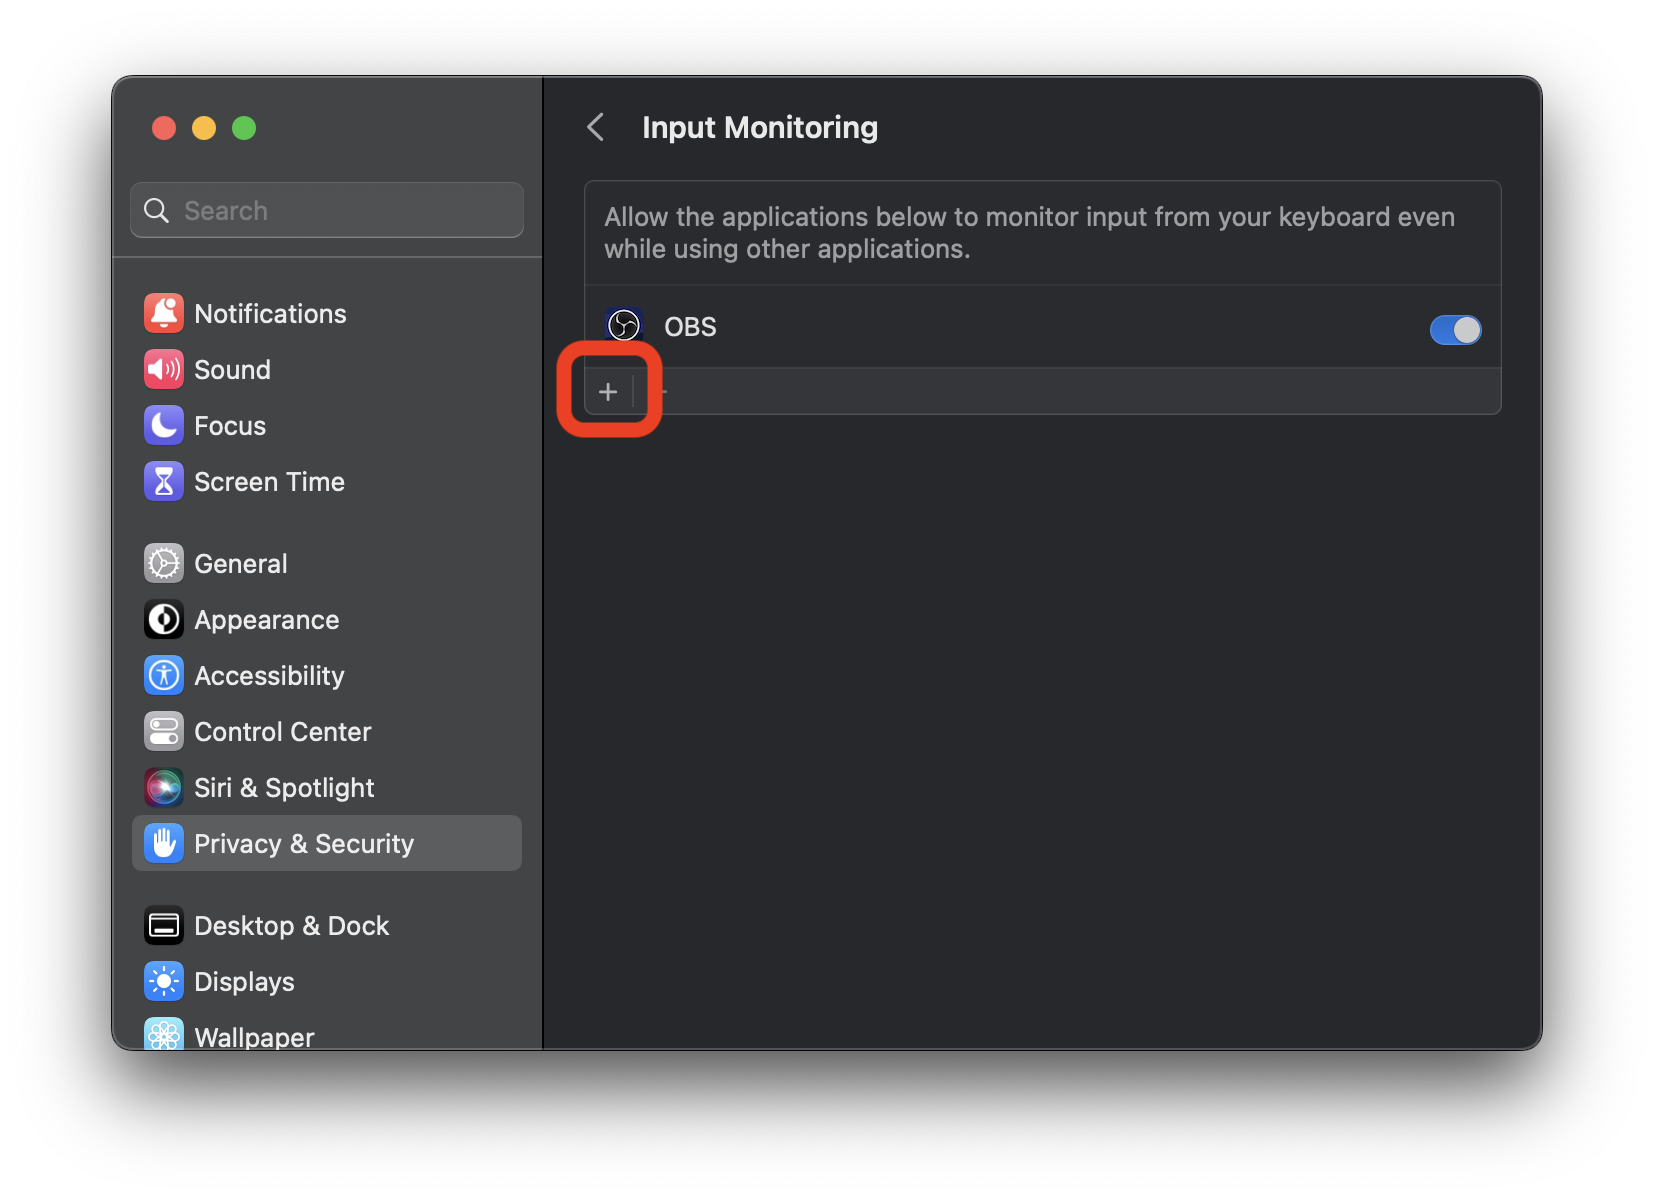 Search
Notifications
Sound
Focus
Screen Time
General
Appearance
Accessibility
Control Center
Siri & Spotlight
Privacy & Security
Desktop & Dock
Displays
Wallpaper
Input Monitoring
Allow the applications below to monitor input from your keyboard even
while using other applications.
OBS